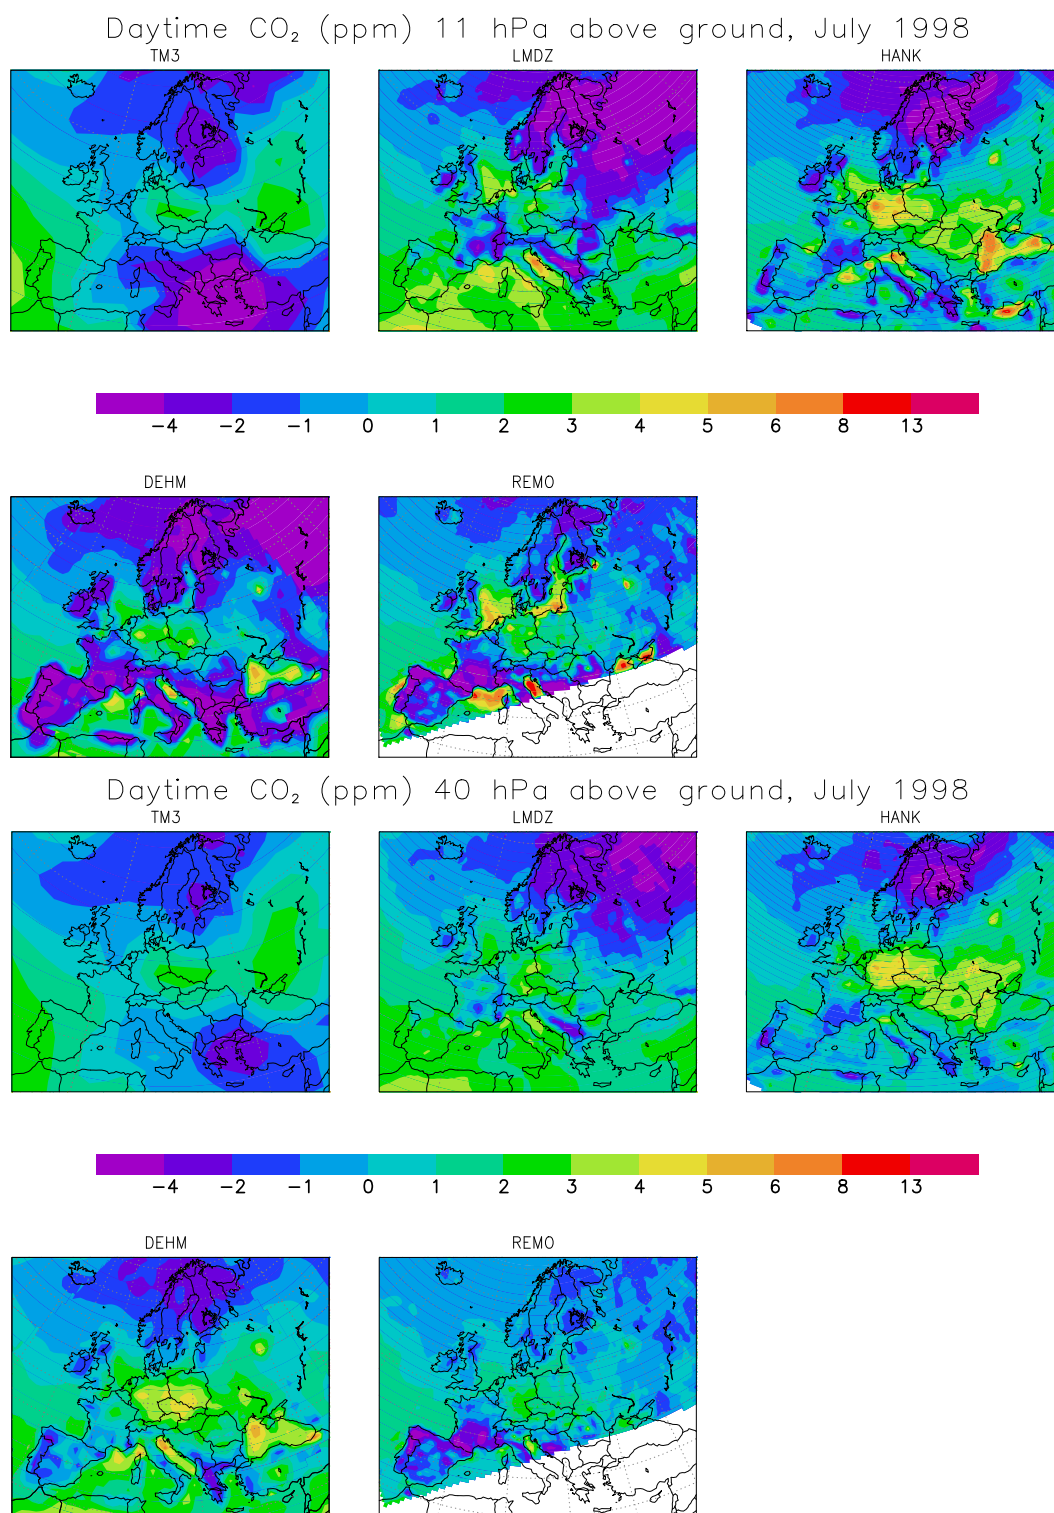 Daytime CO₂ (ppm) 11 hPa above ground, July 1998
TM3 LMDZ HANK
−4 −2 −1 0 1 2 3 4 5 6 8 13
DEHM REMO
Daytime CO₂ (ppm) 40 hPa above ground, July 1998
TM3 LMDZ HANK
−4 −2 −1 0 1 2 3 4 5 6 8 13
DEHM REMO